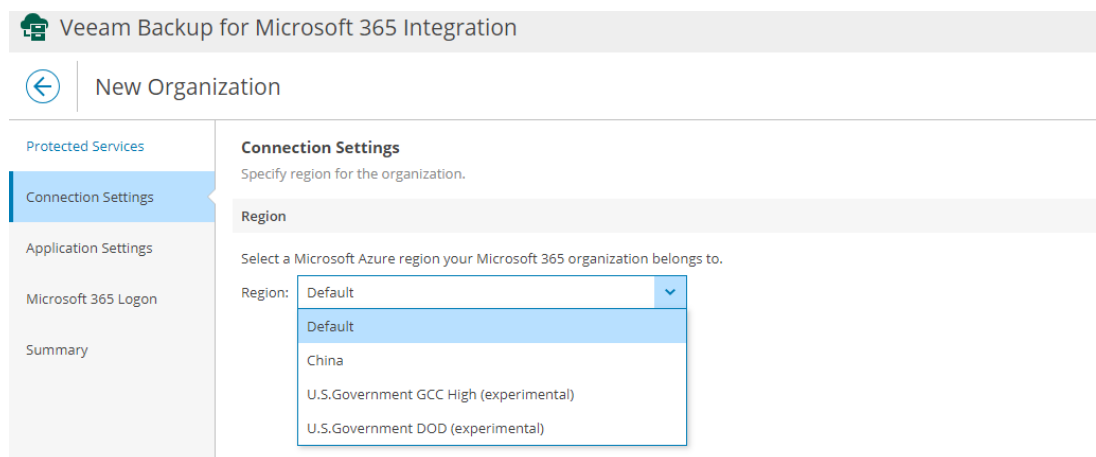 Veeam Backup for Microsoft 365 Integration
New Organization
Protected Services
Connection Settings
Application Settings
Microsoft 365 Logon
Summary
Connection Settings
Specify region for the organization.
Region
Select a Microsoft Azure region your Microsoft 365 organization belongs to.
Region: Default
Default
China
U.S.Government GCC High (experimental)
U.S.Government DOD (experimental)